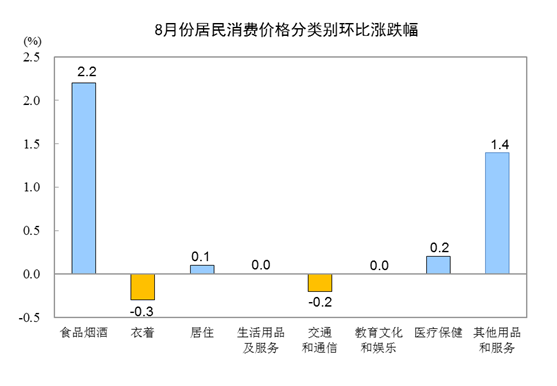 8月份居民消费价格分类别环比涨跌幅
(%)
2.5
2.0
1.5
1.0
0.5
0.0
-0.5
2.2
-0.3
0.1
0.0
-0.2
0.0
0.2
1.4
食品烟酒
衣着
居住
生活用品
及服务
交通
和通信
教育文化
和娱乐
医疗保健
其他用品
和服务